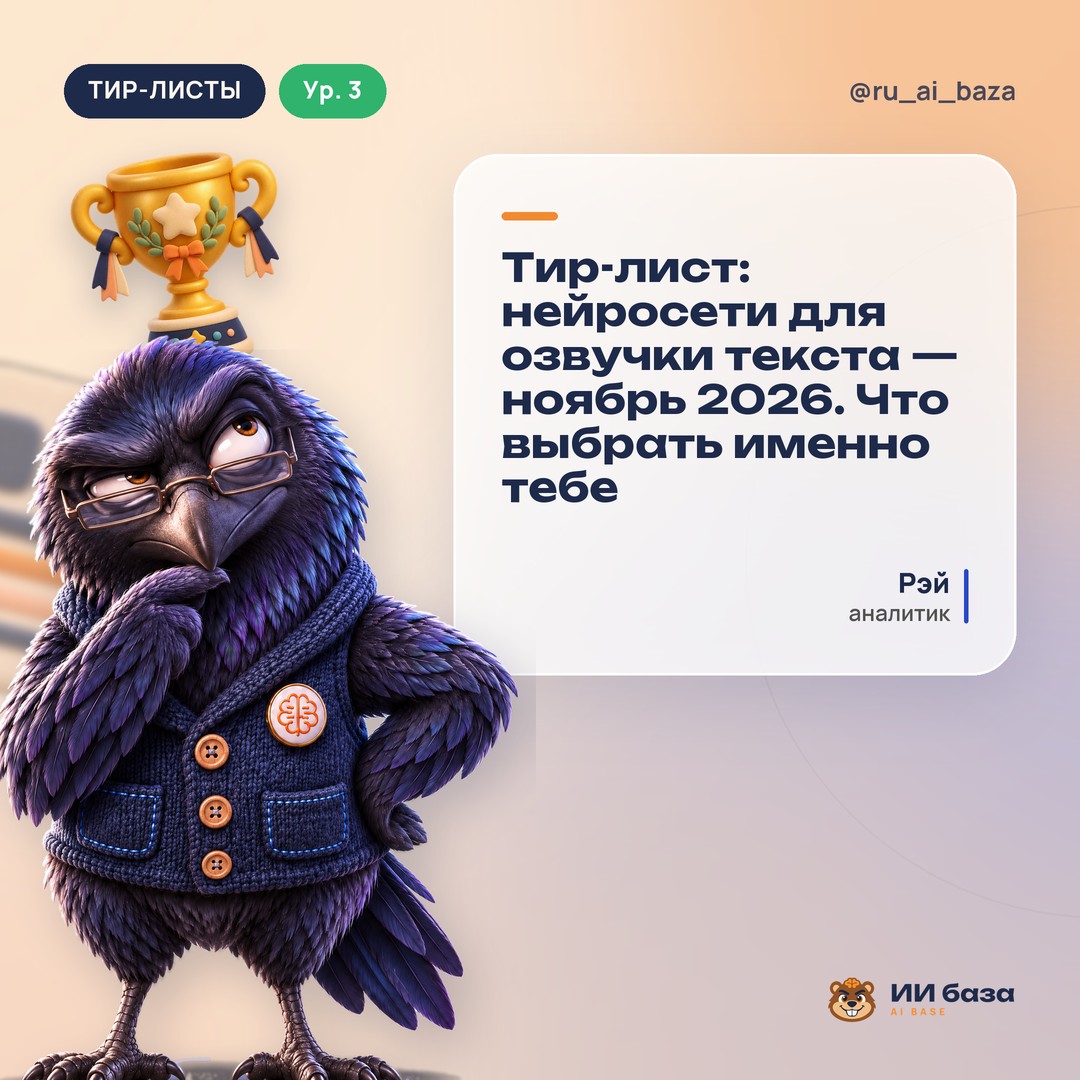 ТИР-ЛИСТЫ
Ур. 3
@ru_ai_baza
Тир-лист:
нейросети для
озвучки текста —
ноябрь 2026. Что
выбрать именно
тебе
Рэй
аналитик
ИИ база
AI BASE